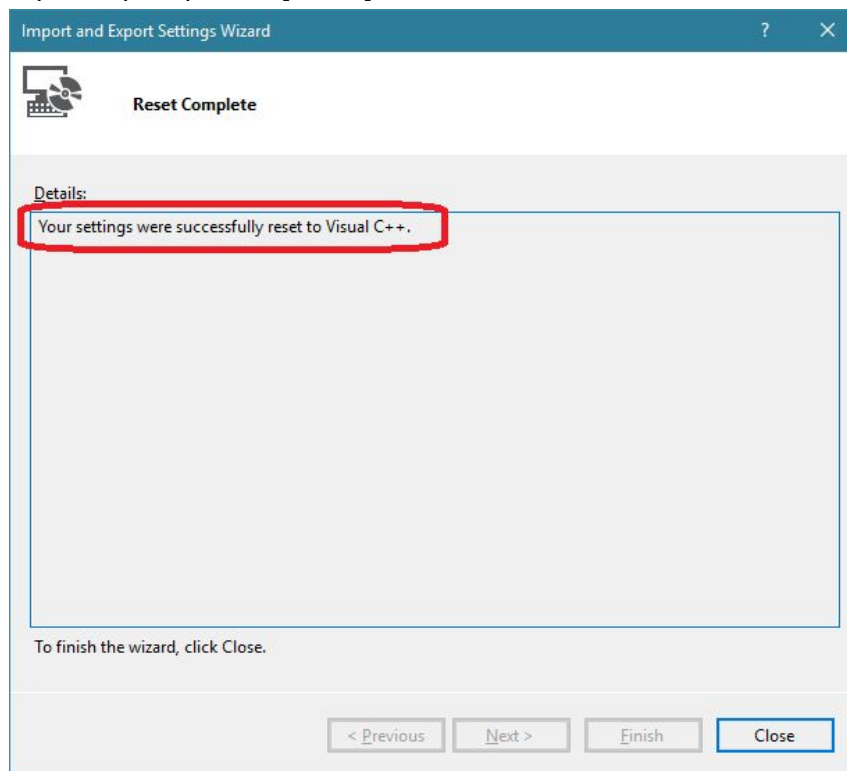 Import and Export Settings Wizard
?
Reset Complete
Details:
Your settings were successfully reset to Visual C++.
To finish the wizard, click Close.
< Previous
Next >
Finish
Close